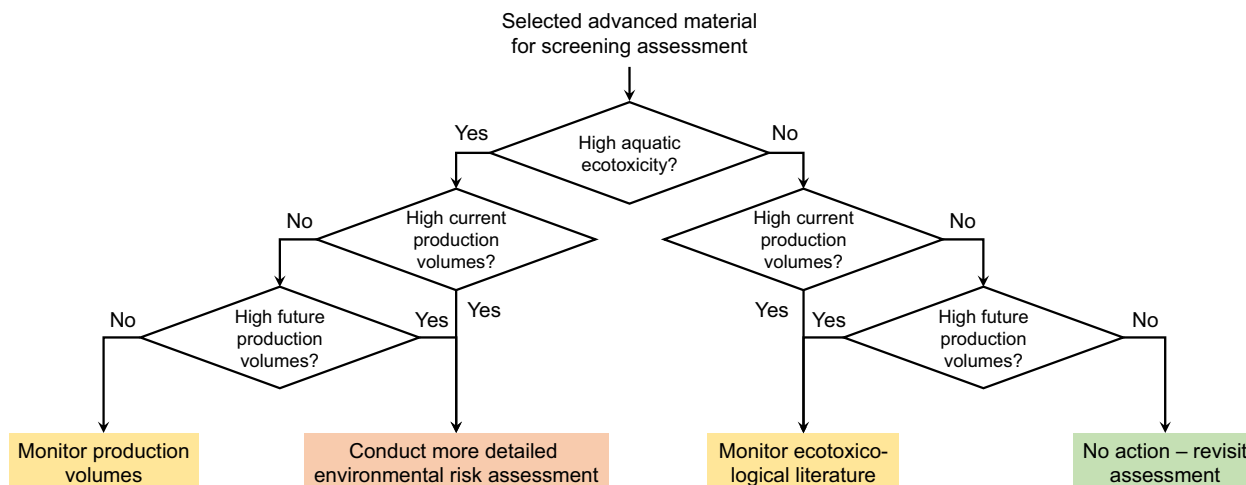 Selected advanced material
for screening assessment
Yes
High aquatic
ecotoxicity?
No
No
High current
production
volumes?
High current
production
volumes?
No
Yes
Yes
No
High future
production
volumes?
Yes
Yes
High future
production
volumes?
No
Monitor production
volumes
Conduct more detailed
environmental risk assessment
Monitor ecotoxico-
logical literature
No action – revisit
assessment